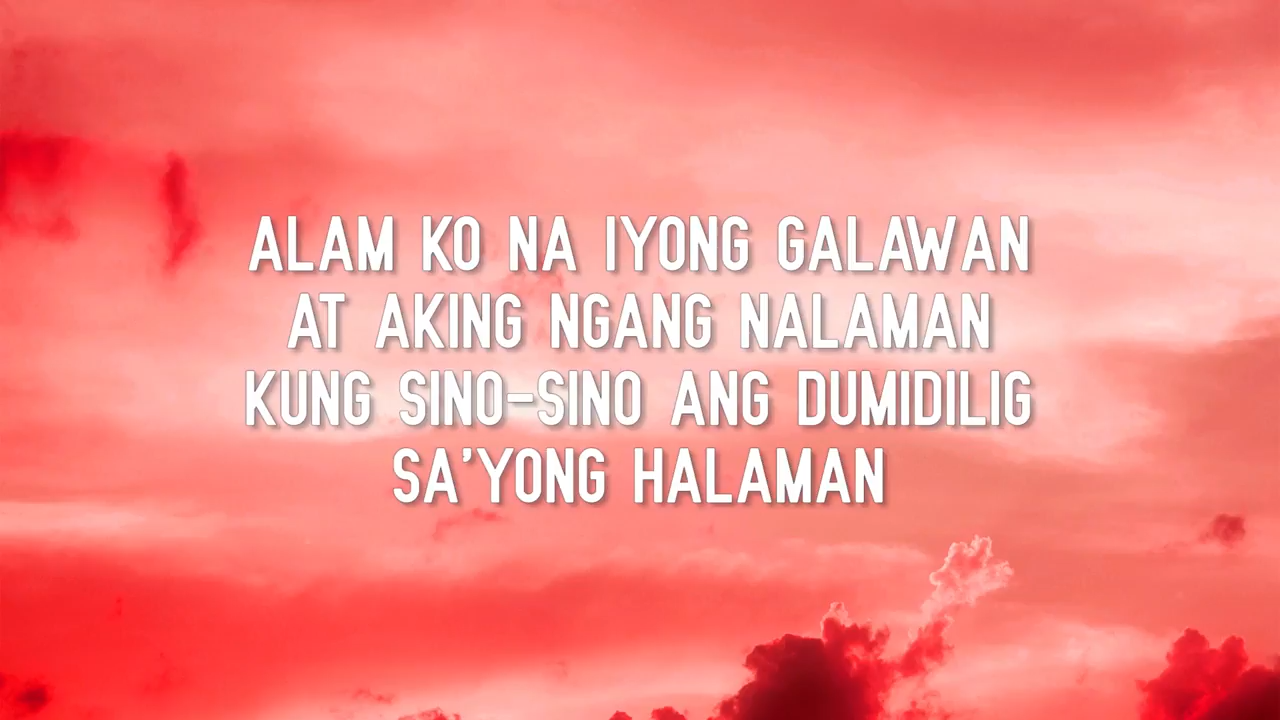 ALAM KO NA IYONG GALAWAN
AT AKING NGANG NALAMAN
KUNG SINO-SINO ANG DUMIDILIG
SA'YONG HALAMAN